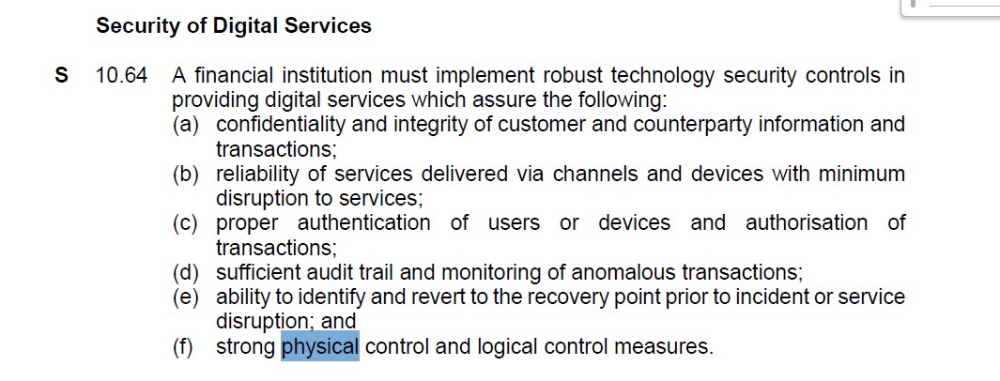 Security of Digital Services
S 10.64 A financial institution must implement robust technology security controls in
providing digital services which assure the following:
(a) confidentiality and integrity of customer and counterparty information and
transactions;
(b) reliability of services delivered via channels and devices with minimum
disruption to services;
(c) proper authentication of users or devices and authorisation of
transactions;
(d) sufficient audit trail and monitoring of anomalous transactions;
(e) ability to identify and revert to the recovery point prior to incident or service
disruption; and
(f) strong physical control and logical control measures.